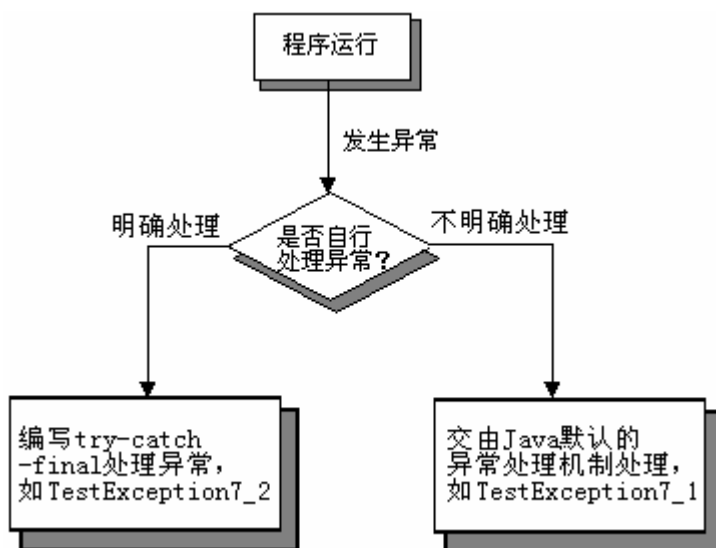 程序运行
发生异常
明确处理
不明确处理
是否自行
处理异常?
编写try-catch
-final处理异常,
如TestException7_2
交由Java默认的
异常处理机制处理,
如TestException7_1